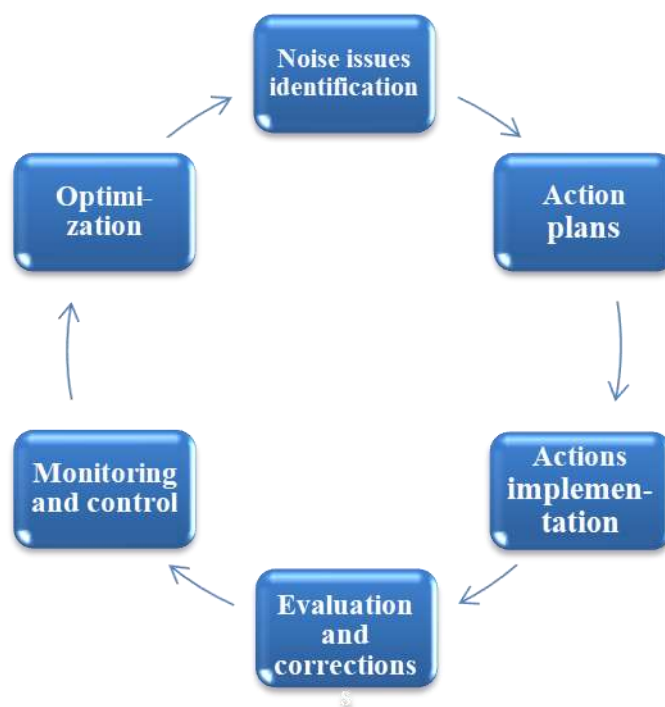 Noise issues
identification
Action
plans
Actions
implemen-
tation
Evaluation
and
corrections
s
Monitoring
and control
Optimi-
zation